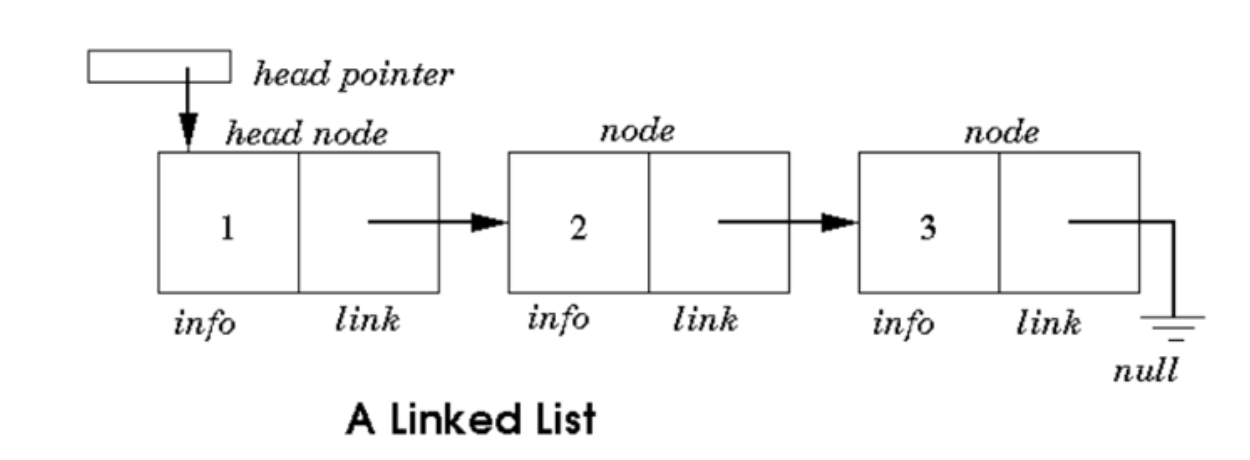 head pointer
head node
node
node
1
2
3
info
link
info
link
info
link
null
A Linked List